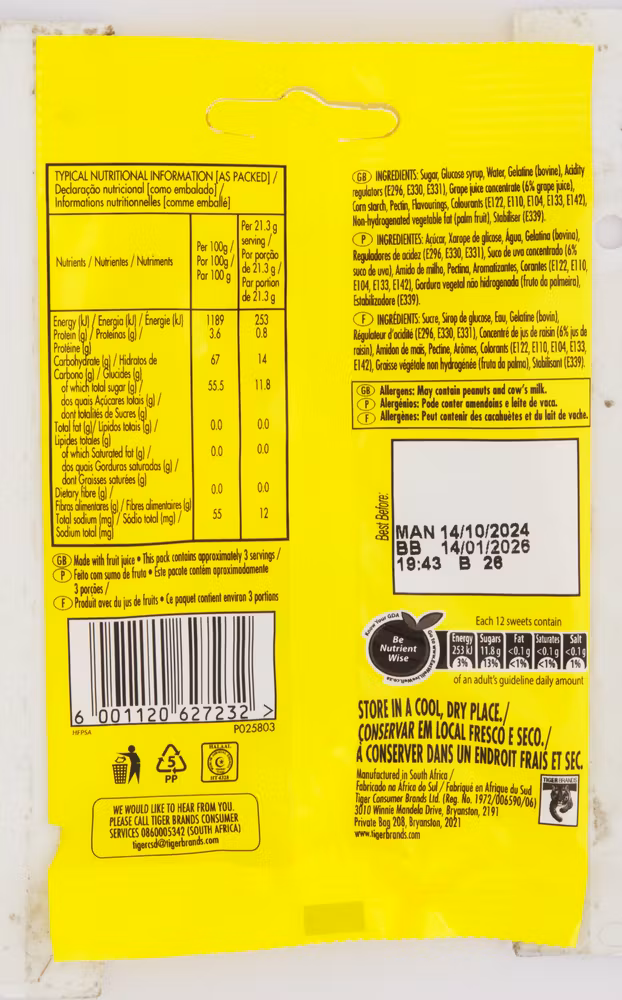 TYPICAL NUTRITIONAL INFORMATION [AS PACKED] /
Declaração nutricional [como embalado] /
Informations nutritionnelles [comme emballé]
Nutrients / Nutrientes / Nutriments
Per 100g /
Por 100g /
Par 100 g
Per 21.3 g
serving /
Por porção
de 21.3 g /
Par portion
de 21.3 g
Energy (kJ) / Energia (kJ) / Énergie (kJ) 1189 253
Protein (g) / Proteínas (g) / 3.6 0.8
Protéine (g)
Carbohydrate (g) / Hidratos de 67 14
Carbono (g) / Glucides (g)
of which total sugar (g) / 55.5 11.8
dos quais Açúcares totais (g) /
dont totalités de Sucres (g)
Total fat (g)/ Lipidos totais (g) / 0.0 0.0
Lipides totales (g)
of which Saturated fat (g) / 0.0 0.0
dos quais Gorduras saturadas (g) /
dont Graisses saturées (g)
Dietary fibre (g) / 0.0 0.0
Fibras alimentares (g) / Fibres alimentaires (g)
Total sodium (mg) / Sódio total (mg) / 55 12
Sodium total (mg)
GB Made with fruit juice • This pack contains approximately 3 servings /
P Feito com sumo de fruta • Este pacote contém aproximadamente
3 porções /
F Produit avec du jus de fruits • Ce paquet contient environ 3 portions
6 001120 627232 >
HFPSA P025803
5
PP
HALAAL
WE WOULD LIKE TO HEAR FROM YOU.
PLEASE CALL TIGER BRANDS CONSUMER
SERVICES 0860005342 (SOUTH AFRICA)
tigercsd@tigerbrands.com
GB INGREDIENTS: Sugar, Glucose syrup, Water, Gelatine (bovine), Acidity
regulators (E296, E330, E331), Grape juice concentrate (6% grape juice),
Corn starch, Pectin, Flavourings, Colourants (E122, E110, E104, E133, E142),
Non-hydrogenated vegetable fat (palm fruit), Stabiliser (E339).
P INGREDIENTES: Açúcar, Xarope de glicose, Água, Gelatina (bovina),
Reguladores de acidez (E296, E330, E331), Suco de uva concentrado (6%
suco de uva), Amido de milho, Pectina, Aromatizantes, Corantes (E122, E110,
E104, E133, E142), Gordura vegetal não hidrogenada (fruto da palmeira),
Estabilizadore (E339).
F INGRÉDIENTS: Sucre, Sirop de glucose, Eau, Gelatine (bovin),
Régulateur d'acidité (E296, E330, E331), Concentré de jus de raisin (6% jus de
raisin), Amidon de maïs, Pectine, Arômes, Colorants (E122, E110, E104, E133,
E142), Graisse végétale non hydrogénée (fruta do palma), Stabilisant (E339).
GB Allergens: May contain peanuts and cow's milk.
P Alergénios: Pode conter amendoins e leite de vaca.
F Allergènes: Peut contenir des cacahuètes et du lait de vache.
Best Before:
MAN 14/10/2024
BB 14/01/2026
19:43 B 26
Know Your GDA
Be
Nutrient
Wise
Each 12 sweets contain
Energy Sugars Fat Saturates Salt
253 kJ 11.8 g <0.1 g <0.1 g <0.1g
3% 13% <1% <1% 1%
of an adult's guideline daily amount
STORE IN A COOL, DRY PLACE./
CONSERVAR EM LOCAL FRESCO E SECO./
À CONSERVER DANS UN ENDROIT FRAIS ET SEC.
Manufactured in South Africa /
Fabricado na África do Sul / Fabriqué en Afrique du Sud
Tiger Consumer Brands Ltd. (Reg. No. 1972/006590/06)
3010 Winnie Mandela Drive, Bryanston, 2191
Private Bag 208, Bryanston, 2021
www.tigerbrands.com
TIGER BRANDS